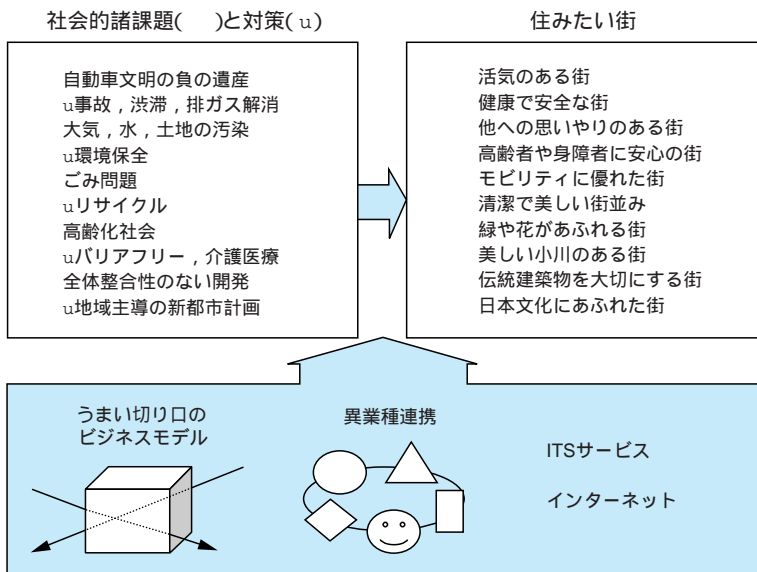 社会的諸課題(　)と対策(u)
自動車文明の負の遺産
u事故，渋滞，排ガス解消
大気，水，土地の汚染
u環境保全
ごみ問題
uリサイクル
高齢化社会
uバリアフリー，介護医療
全体整合性のない開発
u地域主導の新都市計画
住みたい街
活気のある街
健康で安全な街
他への思いやりのある街
高齢者や身障者に安心の街
モビリティに優れた街
清潔で美しい街並み
緑や花があふれる街
美しい小川のある街
伝統建築物を大切にする街
日本文化にあふれた街
うまい切り口の
ビジネスモデル
異業種連携
ITSサービス
インターネット